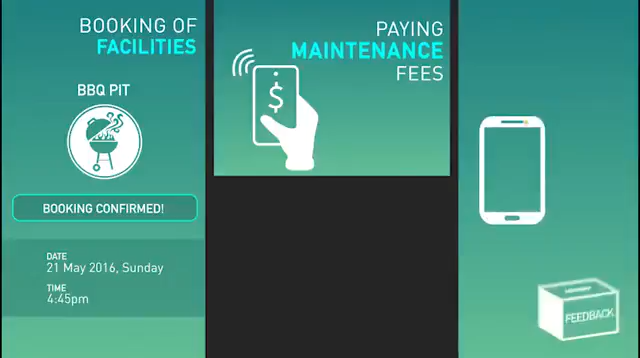 BOOKING OF
FACILITIES
BBQ PIT
BOOKING CONFIRMED!
DATE
21 May 2016, Sunday
TIME
4:45pm
PAYING
MAINTENANCE
FEES
$
FEEDBACK